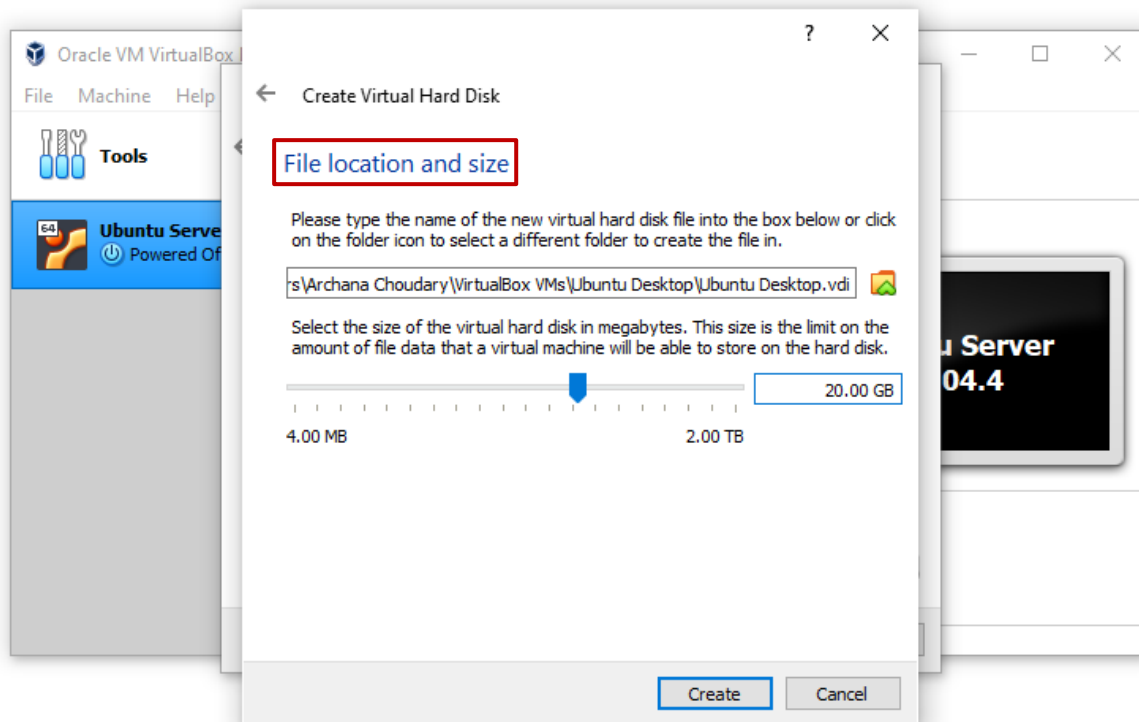 ? ×
Oracle VM VirtualBox
File Machine Help
Create Virtual Hard Disk
Tools
File location and size
Please type the name of the new virtual hard disk file into the box below or click
on the folder icon to select a different folder to create the file in.
64
Ubuntu Serve
Powered Of
rs\Archana Choudary\VirtualBox VMs\Ubuntu Desktop\Ubuntu Desktop.vdi
Select the size of the virtual hard disk in megabytes. This size is the limit on the
amount of file data that a virtual machine will be able to store on the hard disk.
u Server
04.4
20.00 GB
4.00 MB 2.00 TB
Create Cancel